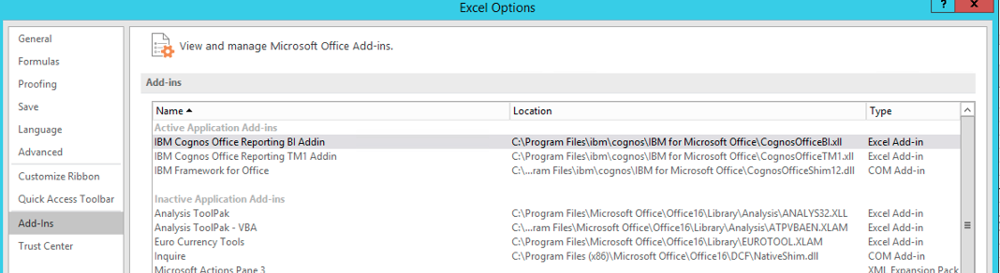 Excel Options
? x
General
Formulas
Proofing
Save
Language
Advanced
Customize Ribbon
Quick Access Toolbar
Add-Ins
Trust Center
View and manage Microsoft Office Add-ins.
Add-ins
Name Location Type
Active Application Add-ins
IBM Cognos Office Reporting BI Addin C:\Program Files\ibm\cognos\IBM for Microsoft Office\CognosOfficeBI.xll Excel Add-in
IBM Cognos Office Reporting TM1 Addin C:\Program Files\ibm\cognos\IBM for Microsoft Office\CognosOfficeTM1.xll Excel Add-in
IBM Framework for Office C:\...ram Files\ibm\cognos\IBM for Microsoft Office\CognosOfficeShim12.dll COM Add-in
Inactive Application Add-ins
Analysis ToolPak C:\Program Files\Microsoft Office\Office16\Library\Analysis\ANALYS32.XLL Excel Add-in
Analysis ToolPak - VBA C:\...ram Files\Microsoft Office\Office16\Library\Analysis\ATPVBAEN.XLAM Excel Add-in
Euro Currency Tools C:\Program Files\Microsoft Office\Office16\Library\EUROTOOL.XLAM Excel Add-in
Inquire C:\Program Files (x86)\Microsoft Office\Office16\DCF\NativeShim.dll COM Add-in
Microsoft Actions Pane 3 XML Expansion Pack